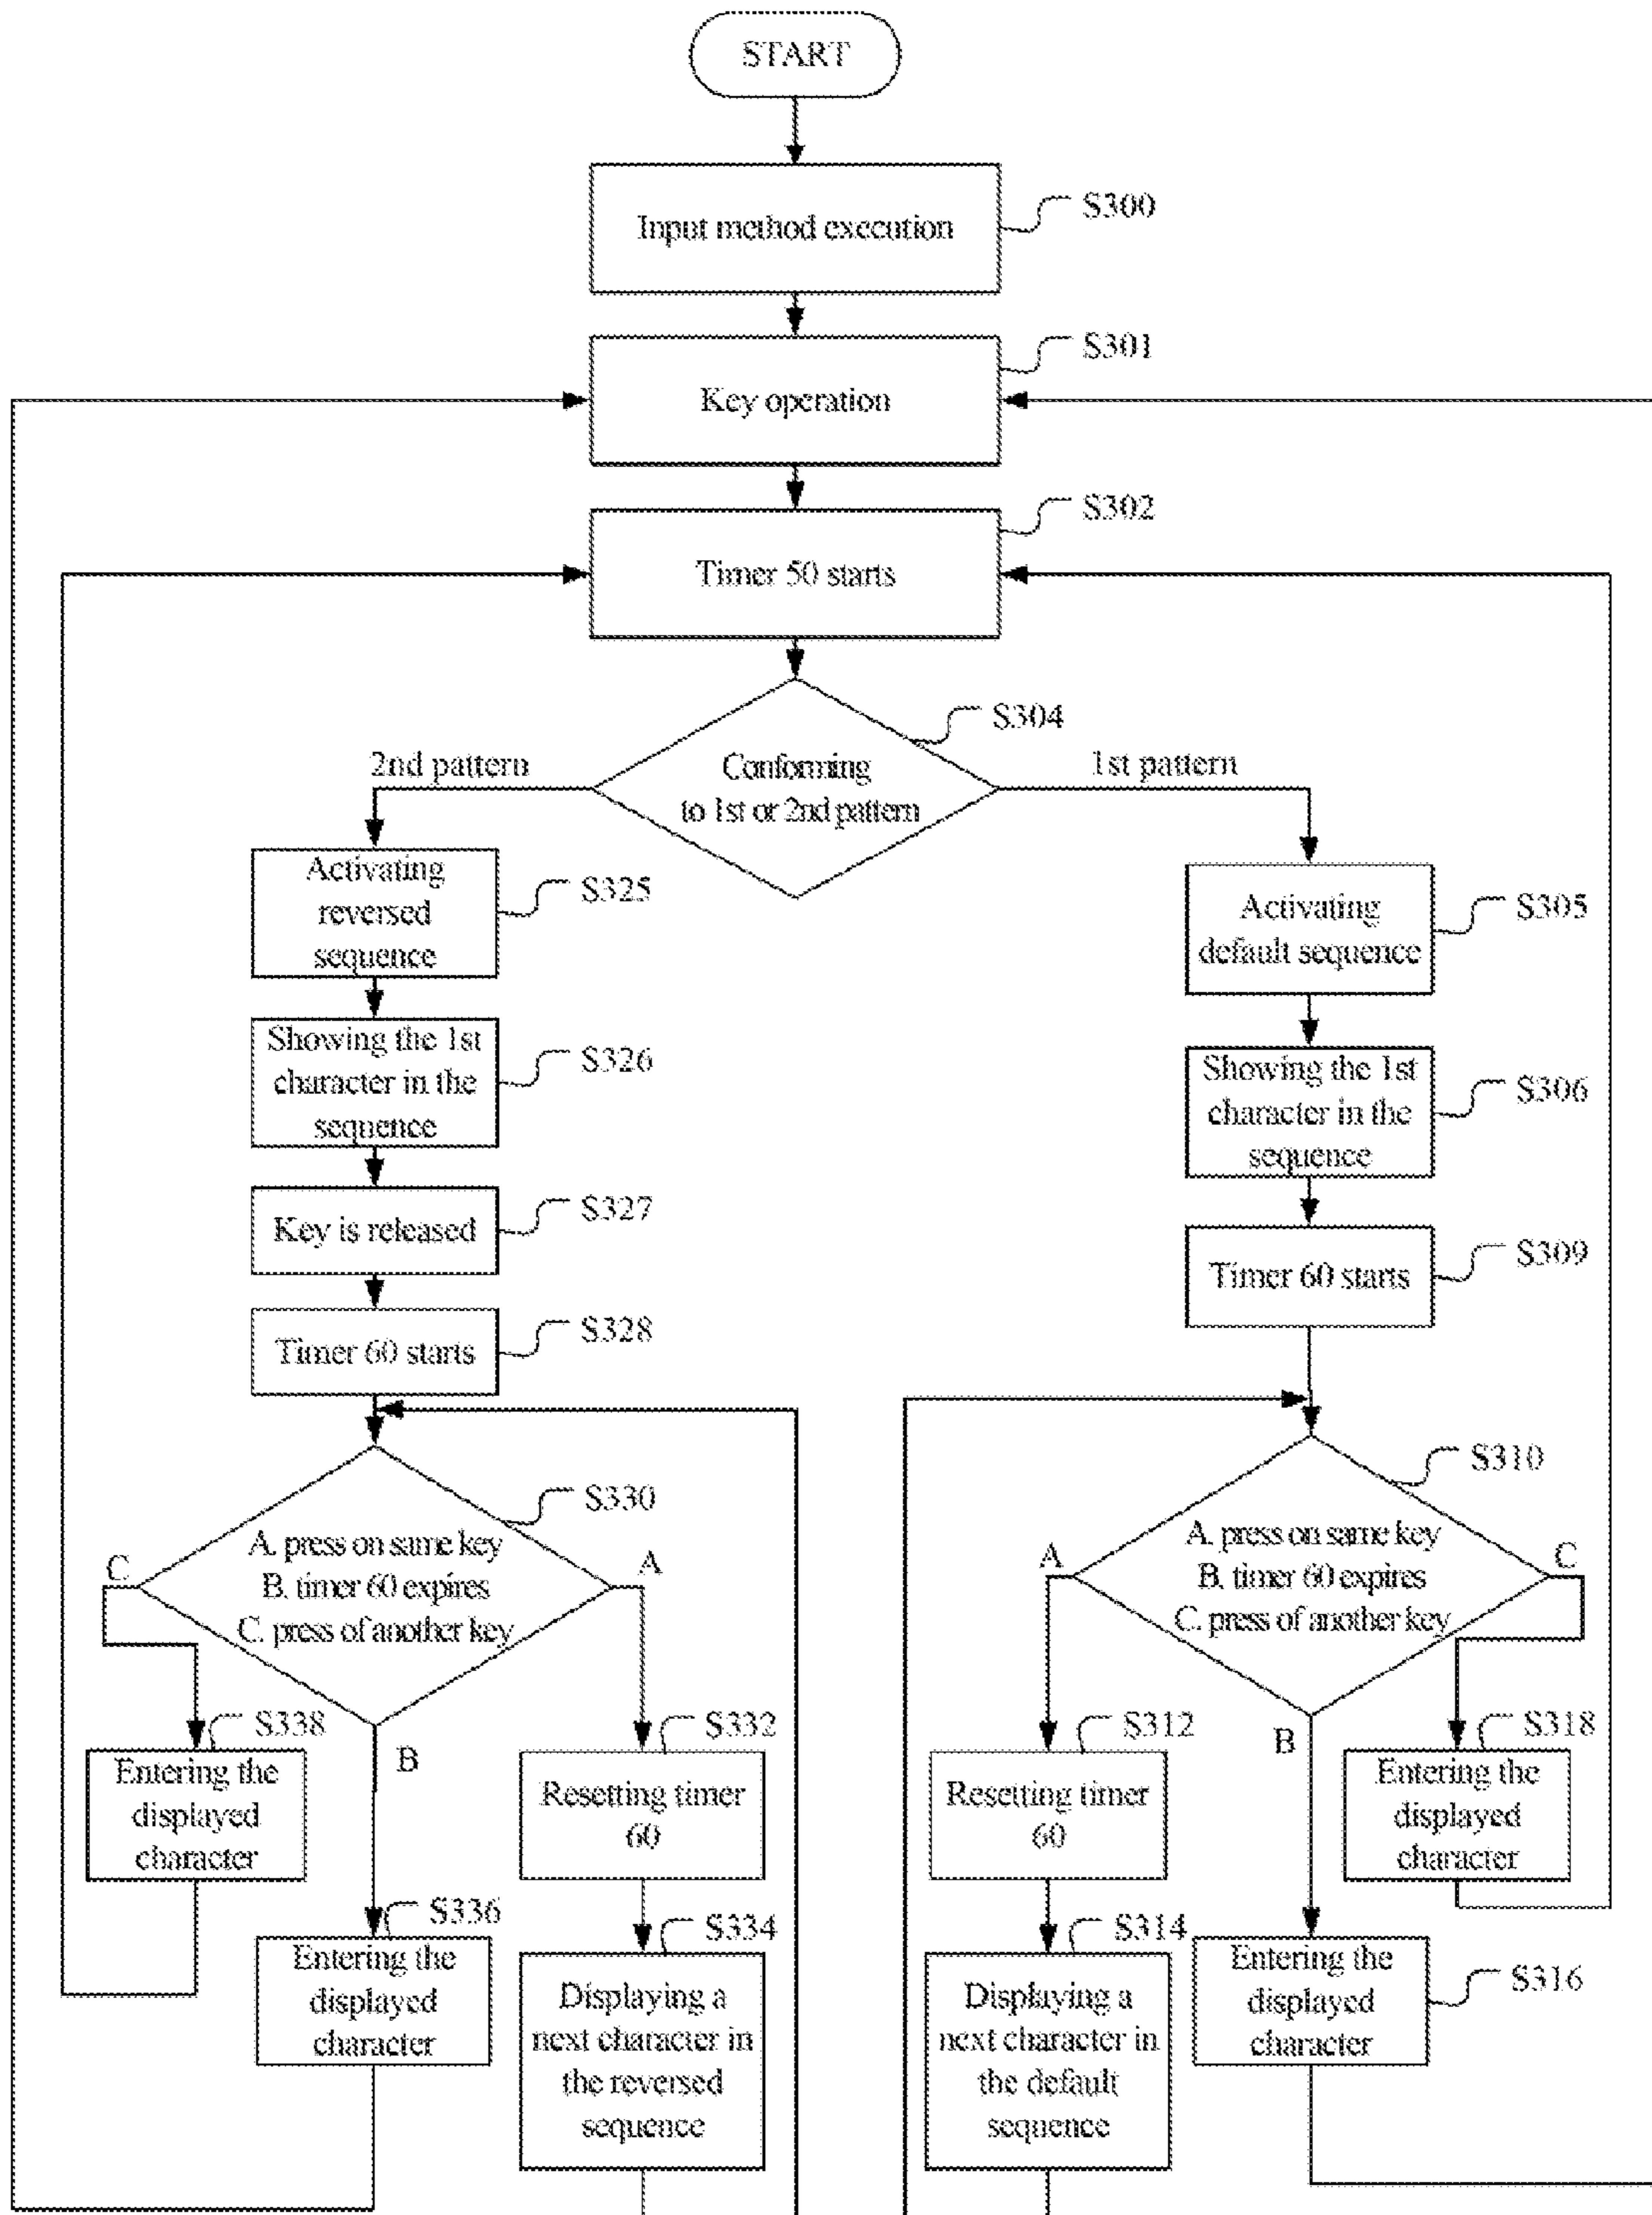 START
Input method execution
S300
Key operation
S301
Timer 50 starts
S302
Conforming
to 1st or 2nd pattern
S304
2nd pattern
1st pattern
Activating
reversed
sequence
S325
Showing the 1st
character in the
sequence
S326
Key is released
S327
Timer 60 starts
S328
A. press on same key
B. timer 60 expires
C. press of another key
S330
C
A
B
Entering the
displayed
character
S338
Entering the
displayed
character
S336
Resetting timer
60
S332
Displaying a
next character in
the reversed
sequence
S334
Activating
default sequence
S305
Showing the 1st
character in the
sequence
S306
Timer 60 starts
S309
A. press on same key
B. timer 60 expires
C. press of another key
S310
A
C
B
Resetting timer
60
S312
Displaying a
next character in
the default
sequence
S314
Entering the
displayed
character
S318
Entering the
displayed
character
S316